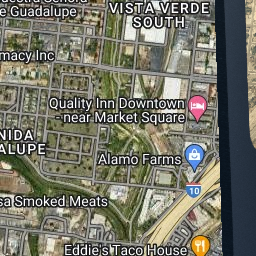 VISTA VERDE
SOUTH
e Guadalupe
macy Inc
Quality Inn Downtown
- near Market Square
NIDA
ALUPE
Alamo Farms
10
sa Smoked Meats
Eddie's Taco House